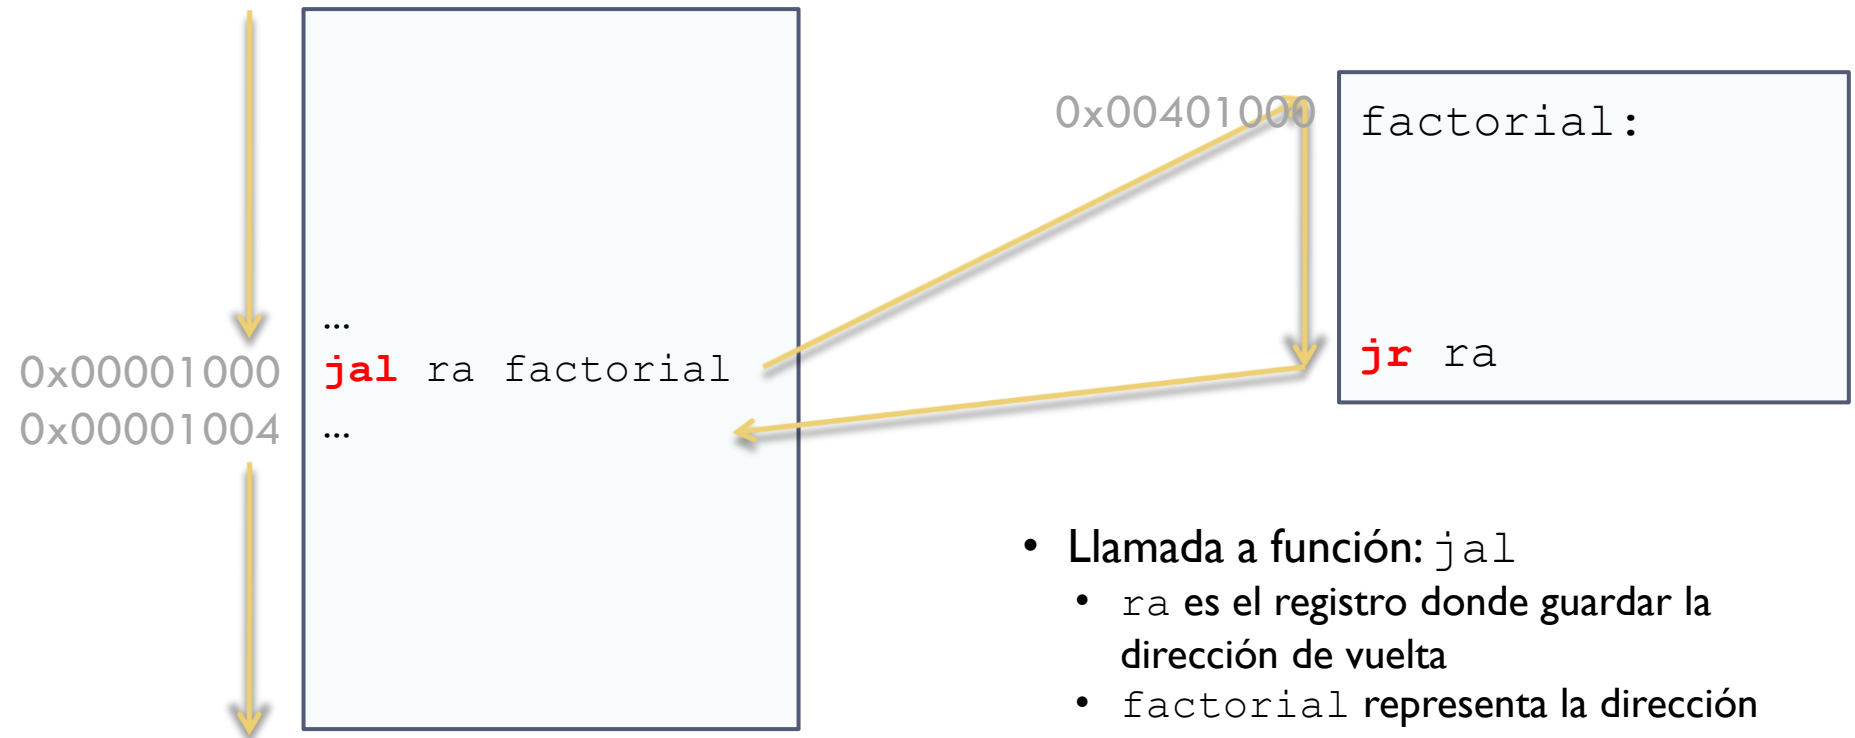 0x00401000
factorial:
...
0x00001000
jal ra factorial
jr ra
0x00001004
...
• Llamada a función: jal
• ra es el registro donde guardar la
dirección de vuelta
• factorial representa la dirección